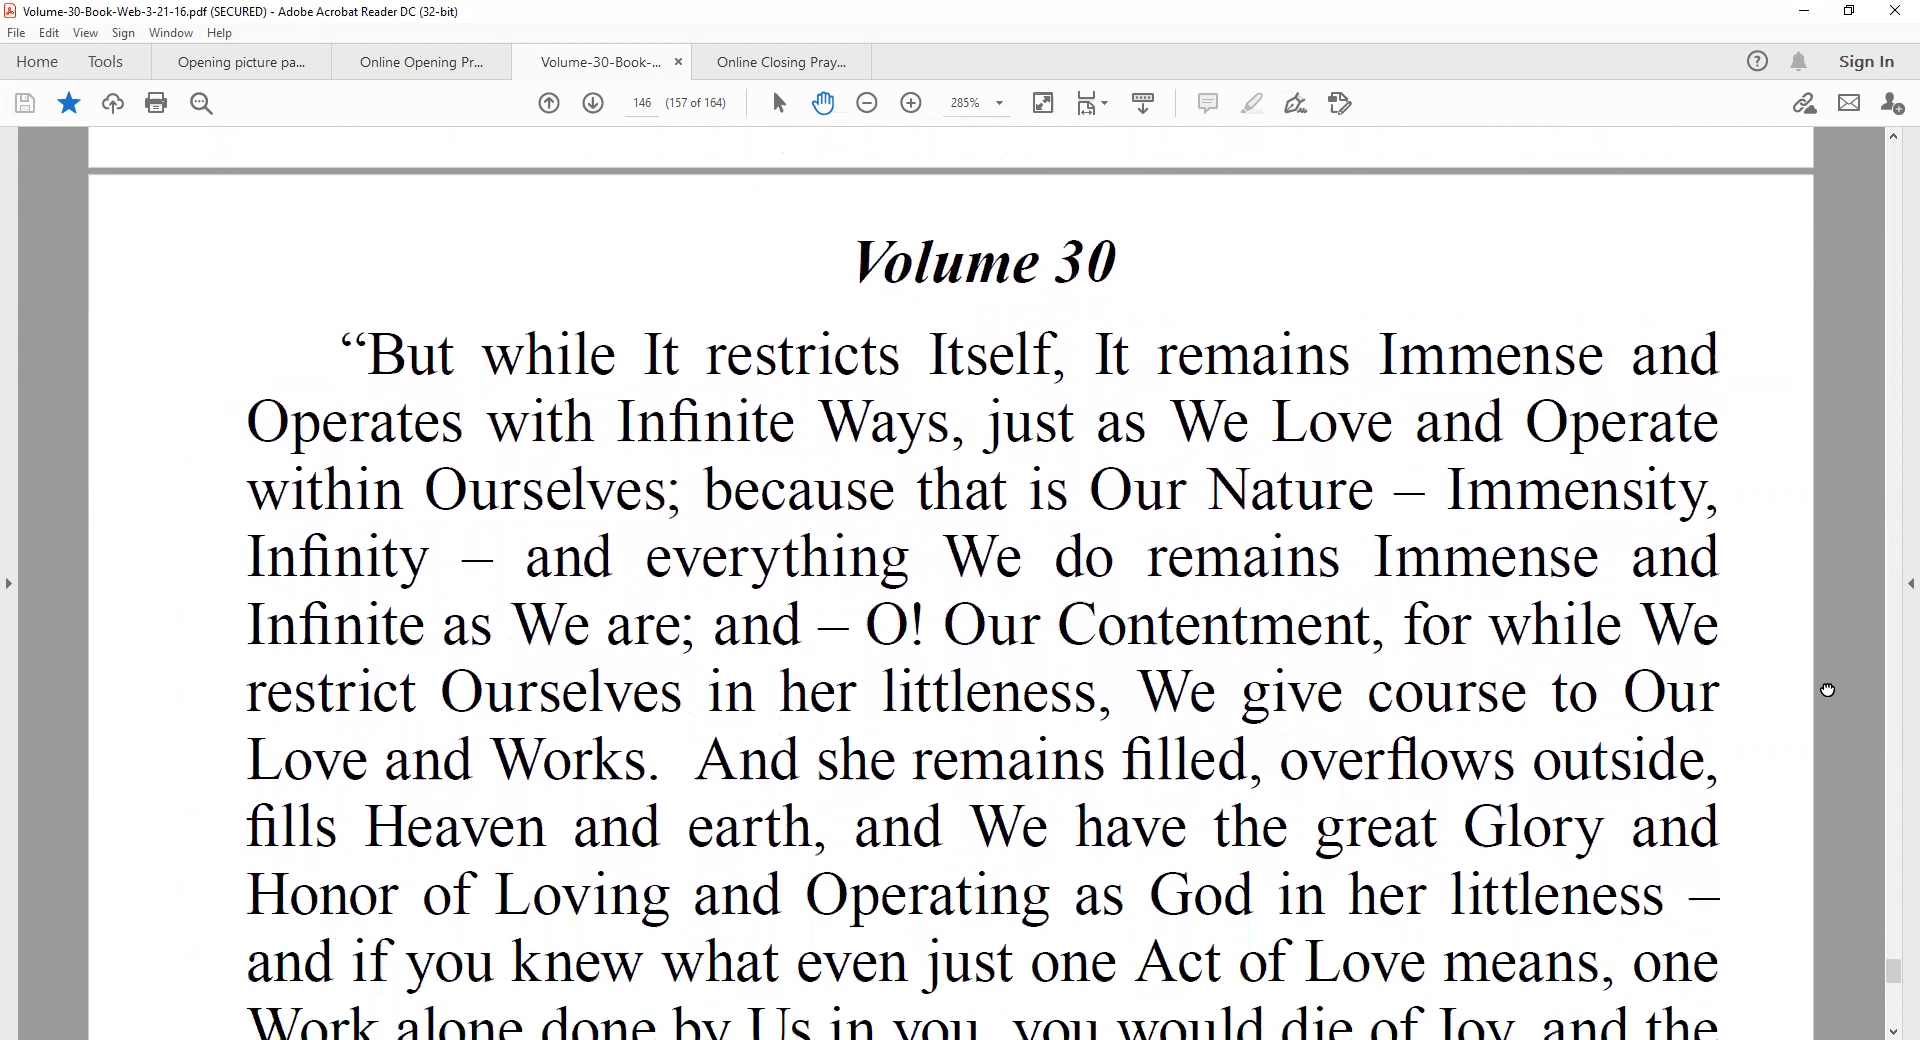 Volume-30-Book-Web-3-21-16.pdf (SECURED) - Adobe Acrobat Reader DC (32-bit)
File Edit View Sign Window Help
Home Tools Opening picture pa... Online Opening Pr... Volume-30-Book-... × Online Closing Pray... Sign In
146 (157 of 164) 285%
Volume 30
“But while It restricts Itself, It remains Immense and
Operates with Infinite Ways, just as We Love and Operate
within Ourselves; because that is Our Nature – Immensity,
Infinity – and everything We do remains Immense and
Infinite as We are; and – O! Our Contentment, for while We
restrict Ourselves in her littleness, We give course to Our
Love and Works. And she remains filled, overflows outside,
fills Heaven and earth, and We have the great Glory and
Honor of Loving and Operating as God in her littleness –
and if you knew what even just one Act of Love means, one
Work alone done by Us in you, you would die of Joy, and the